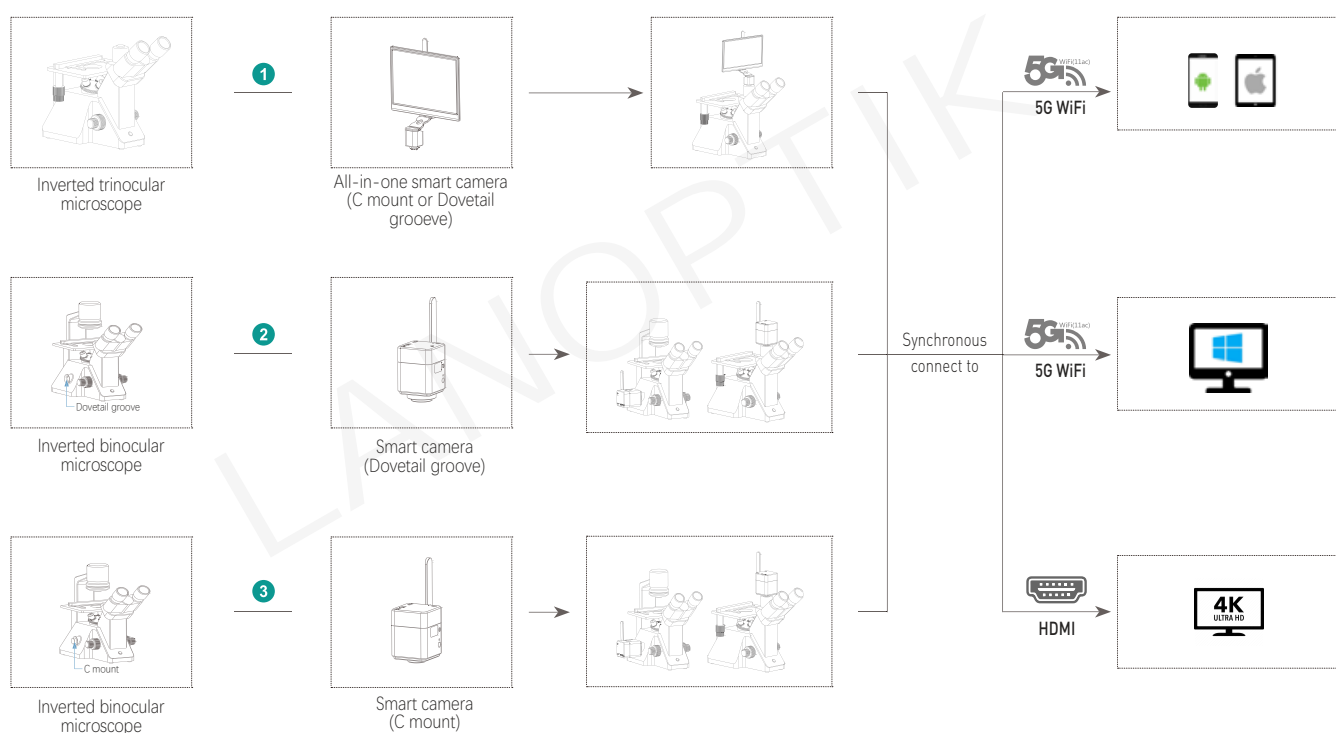 1
Inverted trinocular
microscope
All-in-one smart camera
(C mount or Dovetail
grooeve)
5G WiFi(11ac)
5G WiFi
2
Dovetail groove
Inverted binocular
microscope
Smart camera
(Dovetail groove)
Synchronous
connect to
5G WiFi(11ac)
5G WiFi
3
C mount
Inverted binocular
microscope
Smart camera
(C mount)
HDMI
4K
ULTRA HD
LANOPTIK